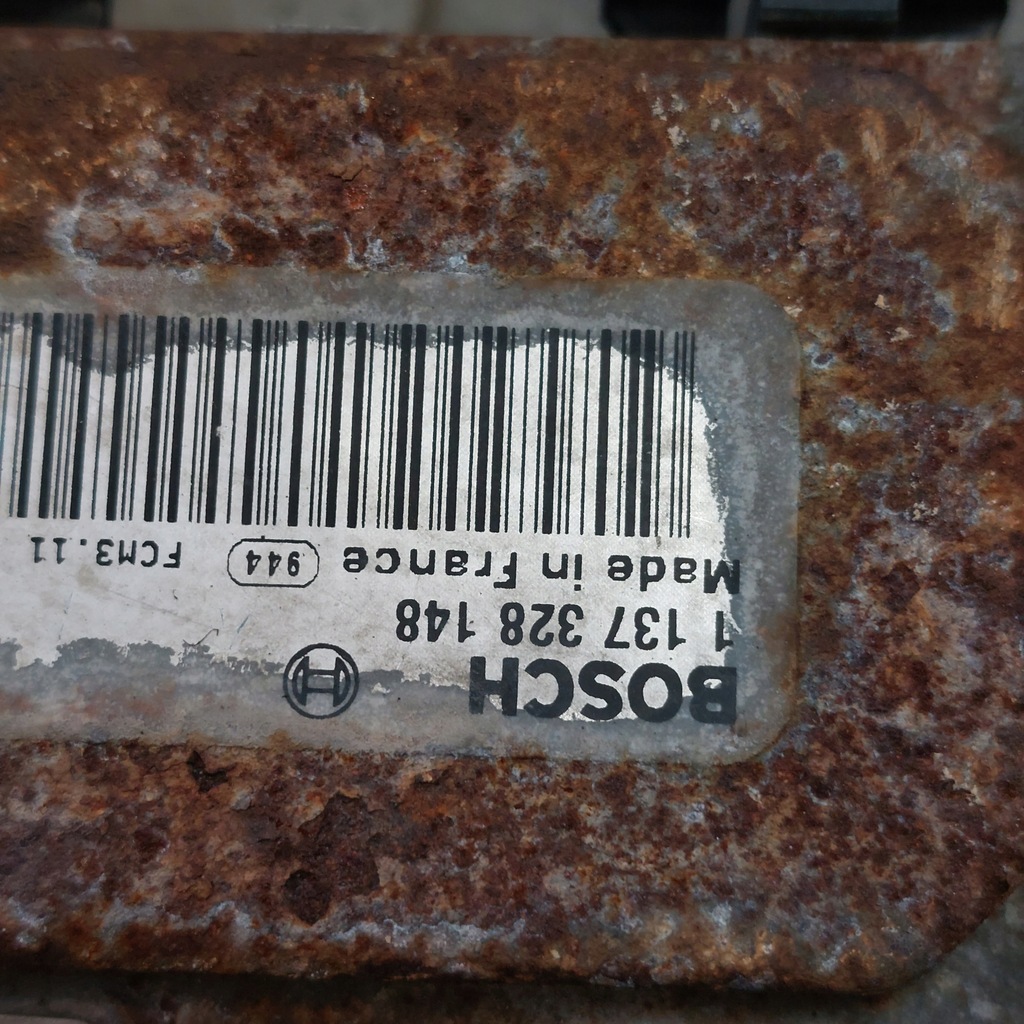 BOSCH
1 137 328 148
Made in France 944 FCM3.11